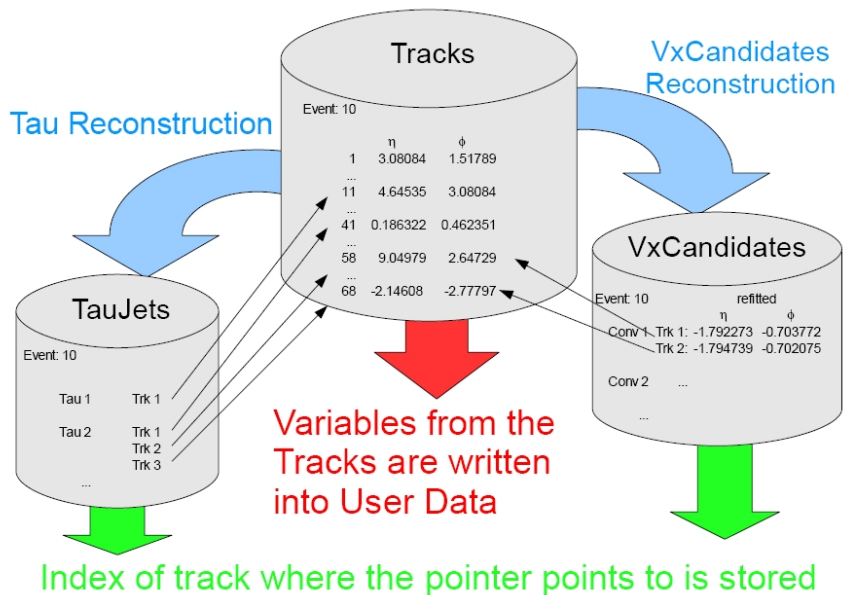 Tracks
Event: 10
η φ
1 3.08084 1.51789
...
11 4.64535 3.08084
...
41 0.186322 0.462351
...
58 9.04979 2.64729
...
68 -2.14608 -2.77797
Tau Reconstruction
VxCandidates
Reconstruction
TauJets
Event: 10
Tau 1 Trk 1
Tau 2 Trk 1
Trk 2
Trk 3
...
VxCandidates
Event: 10 refitted
η φ
Conv 1 Trk 1: -1.792273 -0.703772
Trk 2: -1.794739 -0.702075
Conv 2 ...
...
Variables from the
Tracks are written
into User Data
Index of track where the pointer points to is stored